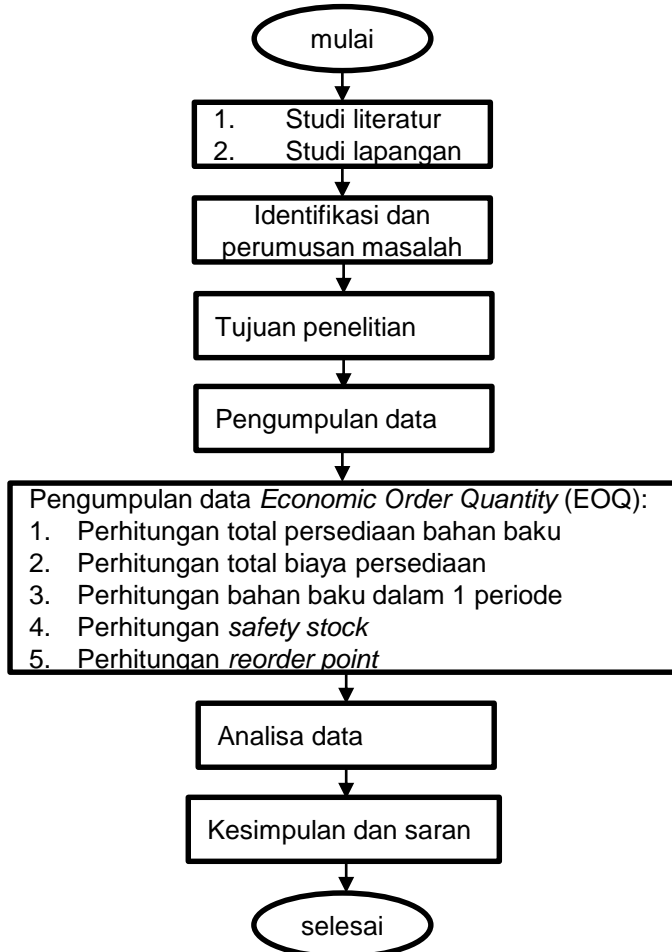 mulai
1. Studi literatur
2. Studi lapangan
Identifikasi dan
perumusan masalah
Tujuan penelitian
Pengumpulan data
Pengumpulan data Economic Order Quantity (EOQ):
1. Perhitungan total persediaan bahan baku
2. Perhitungan total biaya persediaan
3. Perhitungan bahan baku dalam 1 periode
4. Perhitungan safety stock
5. Perhitungan reorder point
Analisa data
Kesimpulan dan saran
selesai